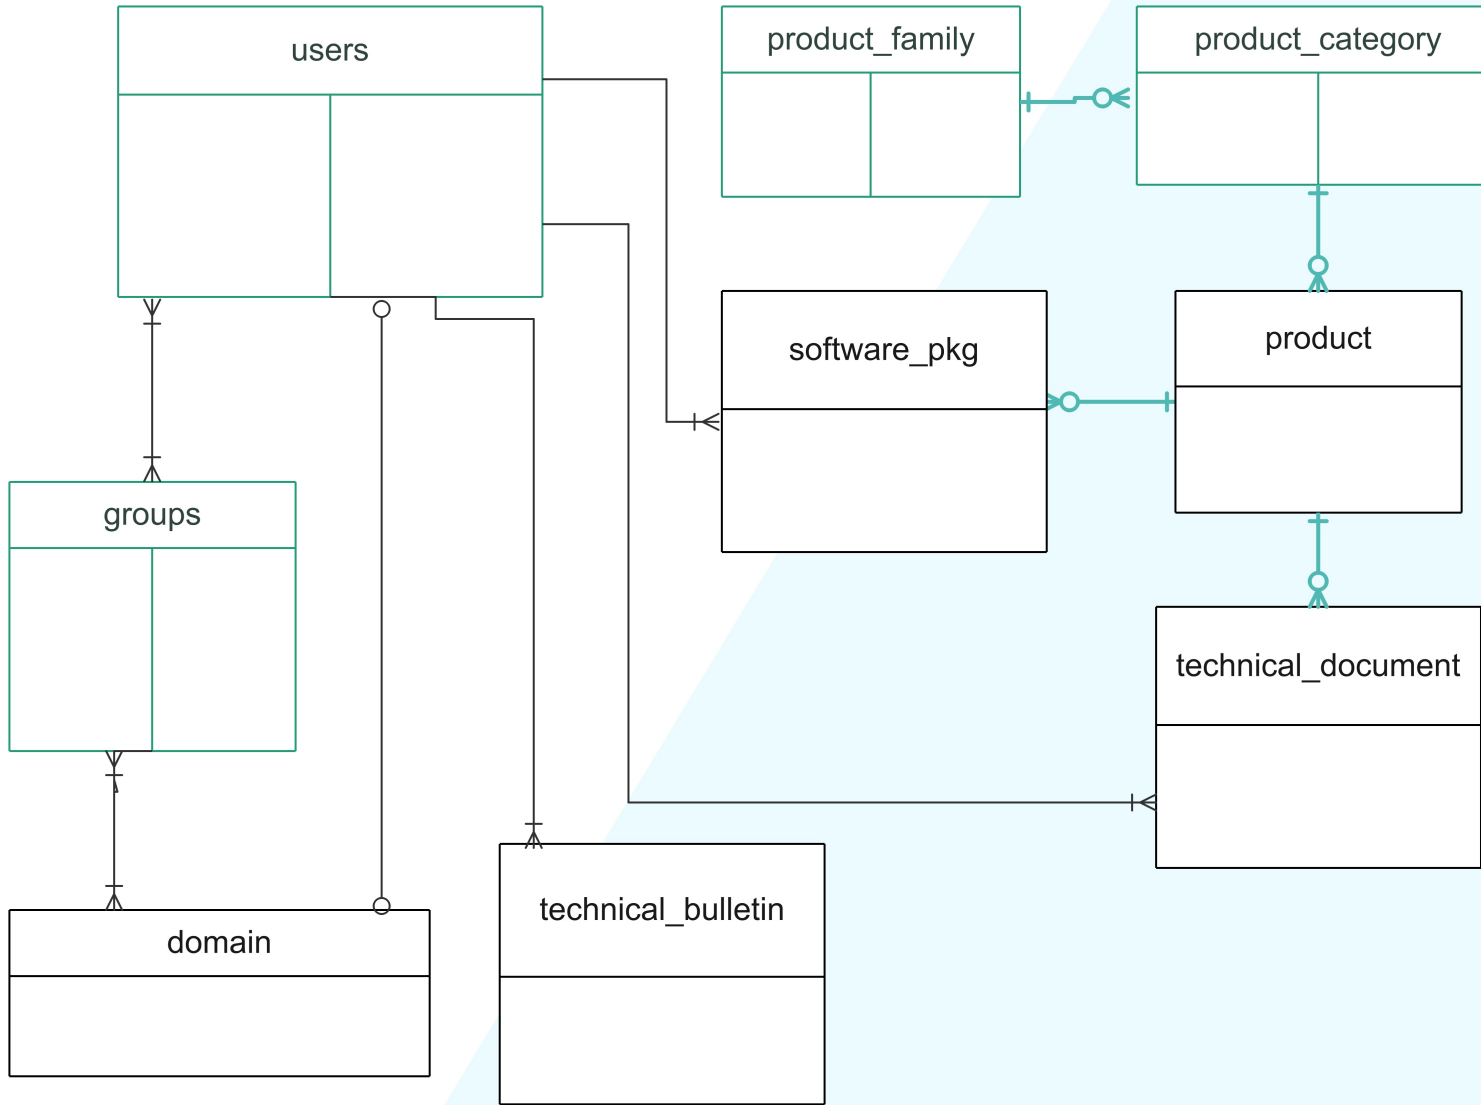 users
product_family
product_category
software_pkg
product
groups
technical_document
technical_bulletin
domain